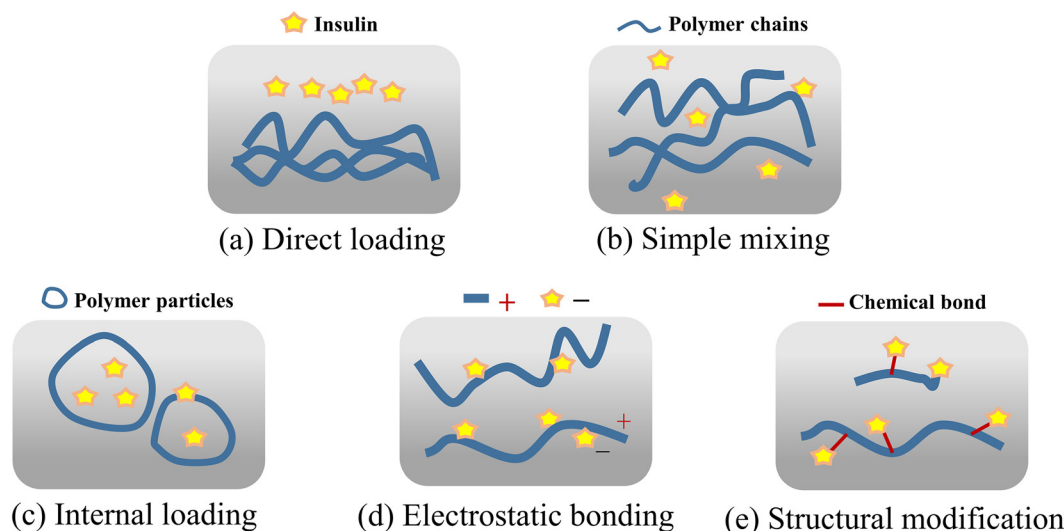 Insulin
Polymer chains
(a) Direct loading
(b) Simple mixing
Polymer particles
+ −
Chemical bond
+
−
(c) Internal loading
(d) Electrostatic bonding
(e) Structural modification